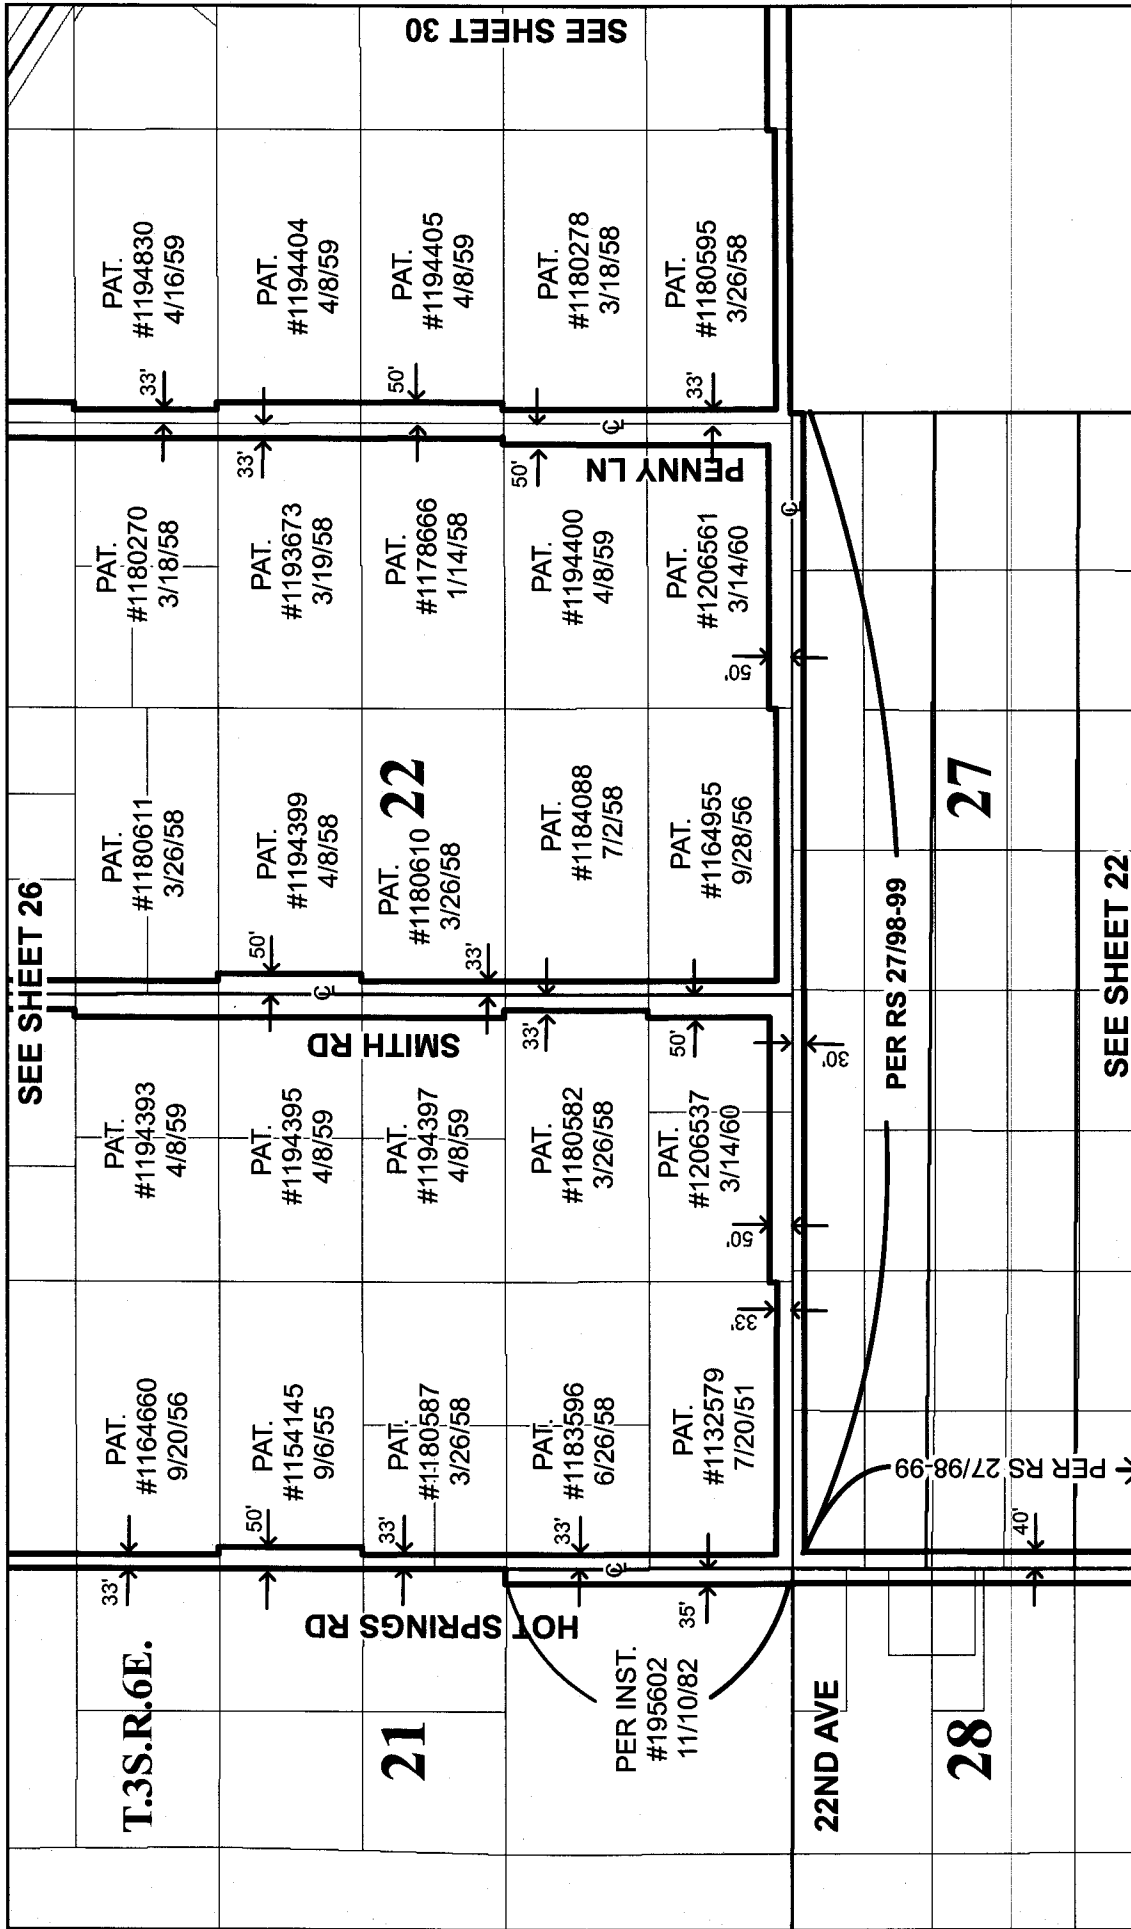 SEE SHEET 26
SEE SHEET 30
SEE SHEET 22
T.3S.R.6E.
21
22
27
28
HOT SPRINGS RD
SMITH RD
PENNY LN
22ND AVE
PAT.
#1164660
9/20/56
PAT.
#1194393
4/8/59
PAT.
#1180611
3/26/58
PAT.
#1180270
3/18/58
PAT.
#1194830
4/16/59
PAT.
#1154145
9/6/55
PAT.
#1194395
4/8/59
PAT.
#1194399
4/8/58
PAT.
#1193673
3/19/58
PAT.
#1194404
4/8/59
PAT.
#1180587
3/26/58
PAT.
#1194397
4/8/59
PAT.
#1180610
3/26/58
PAT.
#1178666
1/14/58
PAT.
#1194405
4/8/59
PAT.
#1183596
6/26/58
PAT.
#1180582
3/26/58
PAT.
#1184088
7/2/58
PAT.
#1194400
4/8/59
PAT.
#1180278
3/18/58
PAT.
#1132579
7/20/51
PAT.
#1206537
3/14/60
PAT.
#1164955
9/28/56
PAT.
#1206561
3/14/60
PAT.
#1180595
3/26/58
PER INST.
#195602
11/10/82
PER RS 27/98-99
PER RS 27/98-99
33'
50'
33'
33'
35'
40'
50'
33'
33'
50'
33'
33'
50'
50'
33'
33'
50'
50'
30'
50'
℄
℄
℄
℄